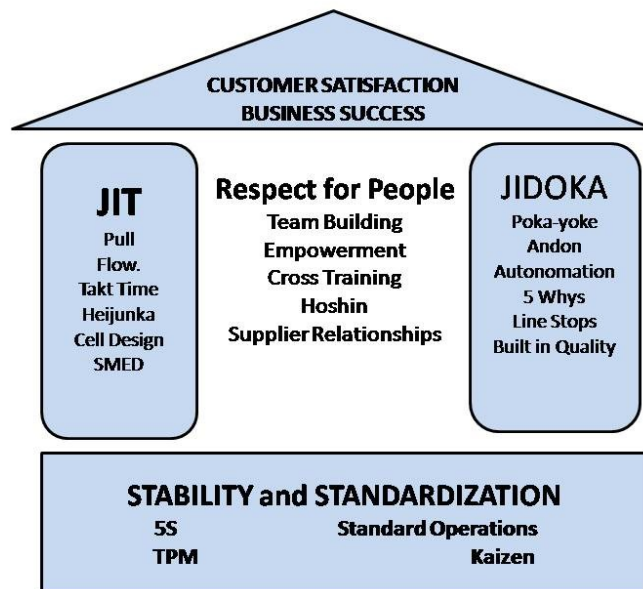 CUSTOMER SATISFACTION
BUSINESS SUCCESS
JIT
Pull
Flow.
Takt Time
Heijunka
Cell Design
SMED
Respect for People
Team Building
Empowerment
Cross Training
Hoshin
Supplier Relationships
JIDOKA
Poka-yoke
Andon
Autonomation
5 Whys
Line Stops
Built in Quality
STABILITY and STANDARDIZATION
5S Standard Operations
TPM Kaizen